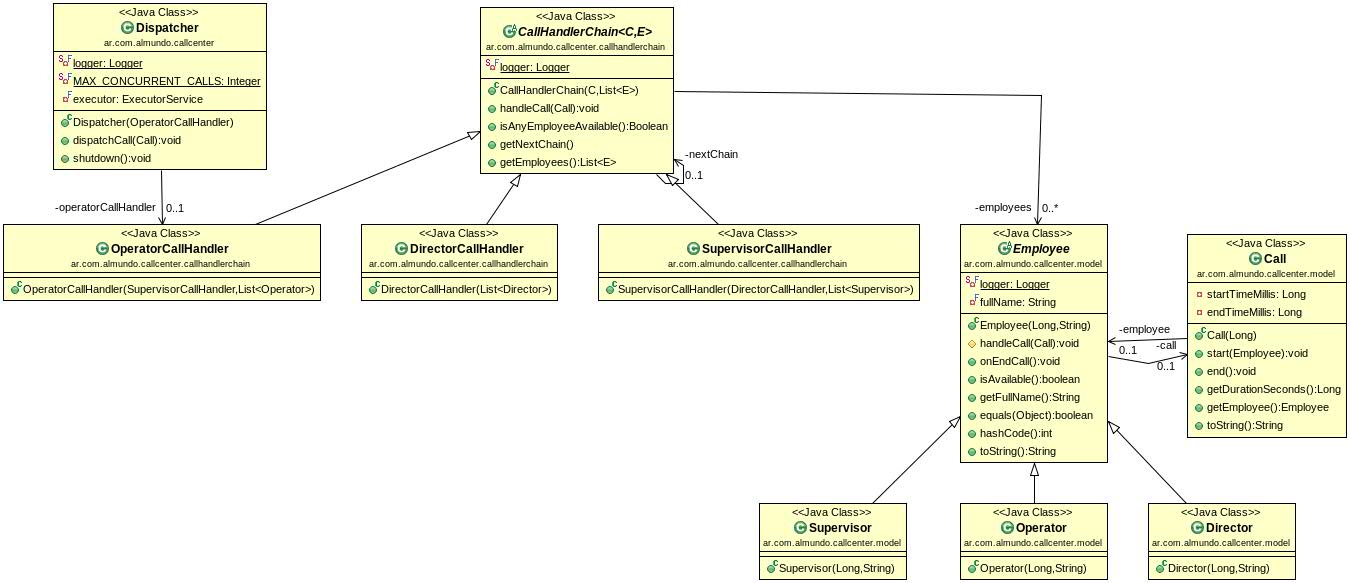 <<Java Class>>
Dispatcher
ar.com.almundo.callcenter
logger: Logger
MAX_CONCURRENT_CALLS: Integer
executor: ExecutorService
Dispatcher(OperatorCallHandler)
dispatchCall(Call):void
shutdown():void
<<Java Class>>
CallHandlerChain<C,E>
ar.com.almundo.callcenter.callhandlerchain
logger: Logger
CallHandlerChain(C,List<E>)
handleCall(Call):void
isAnyEmployeeAvailable():Boolean
getNextChain()
getEmployees():List<E>
-nextChain
0..1
-operatorCallHandler
0..1
-employees
0..*
<<Java Class>>
OperatorCallHandler
ar.com.almundo.callcenter.callhandlerchain
OperatorCallHandler(SupervisorCallHandler,List<Operator>)
<<Java Class>>
DirectorCallHandler
ar.com.almundo.callcenter.callhandlerchain
DirectorCallHandler(List<Director>)
<<Java Class>>
SupervisorCallHandler
ar.com.almundo.callcenter.callhandlerchain
SupervisorCallHandler(DirectorCallHandler,List<Supervisor>)
<<Java Class>>
Employee
ar.com.almundo.callcenter.model
logger: Logger
fullName: String
Employee(Long,String)
handleCall(Call):void
onEndCall():void
isAvailable():boolean
getFullName():String
equals(Object):boolean
hashCode():int
toString():String
-employee
0..1
-call
0..1
<<Java Class>>
Call
ar.com.almundo.callcenter.model
startTimeMillis: Long
endTimeMillis: Long
Call(Long)
start(Employee):void
end():void
getDurationSeconds():Long
getEmployee():Employee
toString():String
<<Java Class>>
Supervisor
ar.com.almundo.callcenter.model
Supervisor(Long,String)
<<Java Class>>
Operator
ar.com.almundo.callcenter.model
Operator(Long,String)
<<Java Class>>
Director
ar.com.almundo.callcenter.model
Director(Long,String)